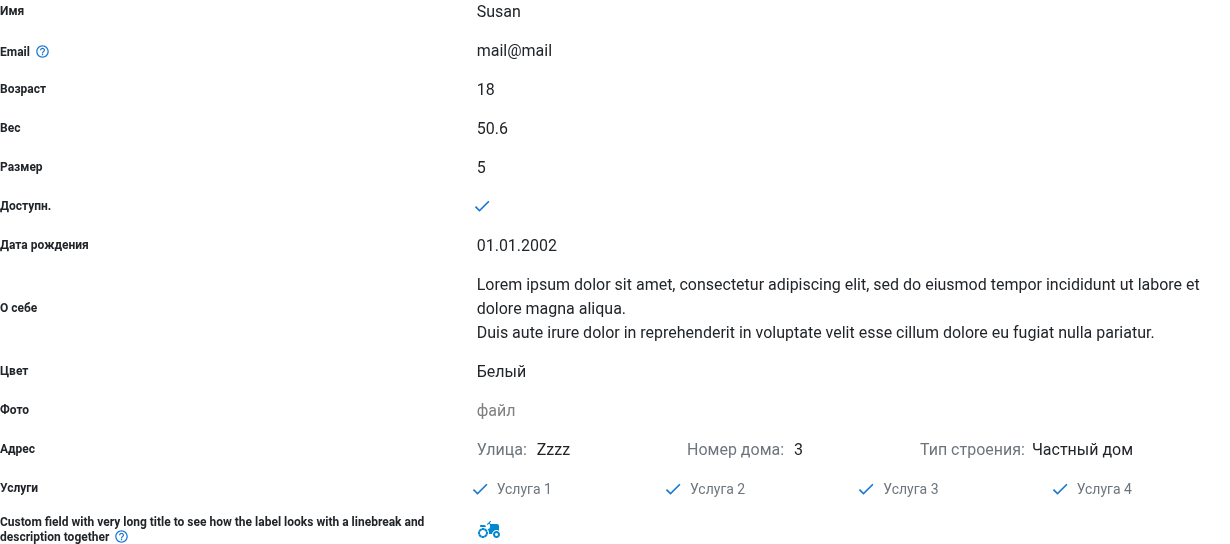 Имя Susan
Email mail@mail
Возраст 18
Вес 50.6
Размер 5
Доступн.
Дата рождения 01.01.2002
О себе
Lorem ipsum dolor sit amet, consectetur adipiscing elit, sed do eiusmod tempor incididunt ut labore et
dolore magna aliqua.
Duis aute irure dolor in reprehenderit in voluptate velit esse cillum dolore eu fugiat nulla pariatur.
Цвет Белый
Фото файл
Адрес Улица: Zzzz Номер дома: 3 Тип строения: Частный дом
Услуги Услуга 1 Услуга 2 Услуга 3 Услуга 4
Custom field with very long title to see how the label looks with a linebreak and
description together